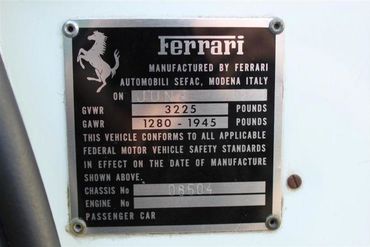 Ferrari
MANUFACTURED BY FERRARI
AUTOMOBILI SEFAC, MODENA ITALY
ON JUN.
GVWR 3225 POUNDS
GAWR 1280 - 1945 POUNDS
THIS VEHICLE CONFORMS TO ALL APPLICABLE
FEDERAL MOTOR VEHICLE SAFETY STANDARDS
IN EFFECT ON THE DATE OF MANUFACTURE
SHOWN ABOVE.
CHASSIS No 08504
ENGINE No
PASSENGER CAR